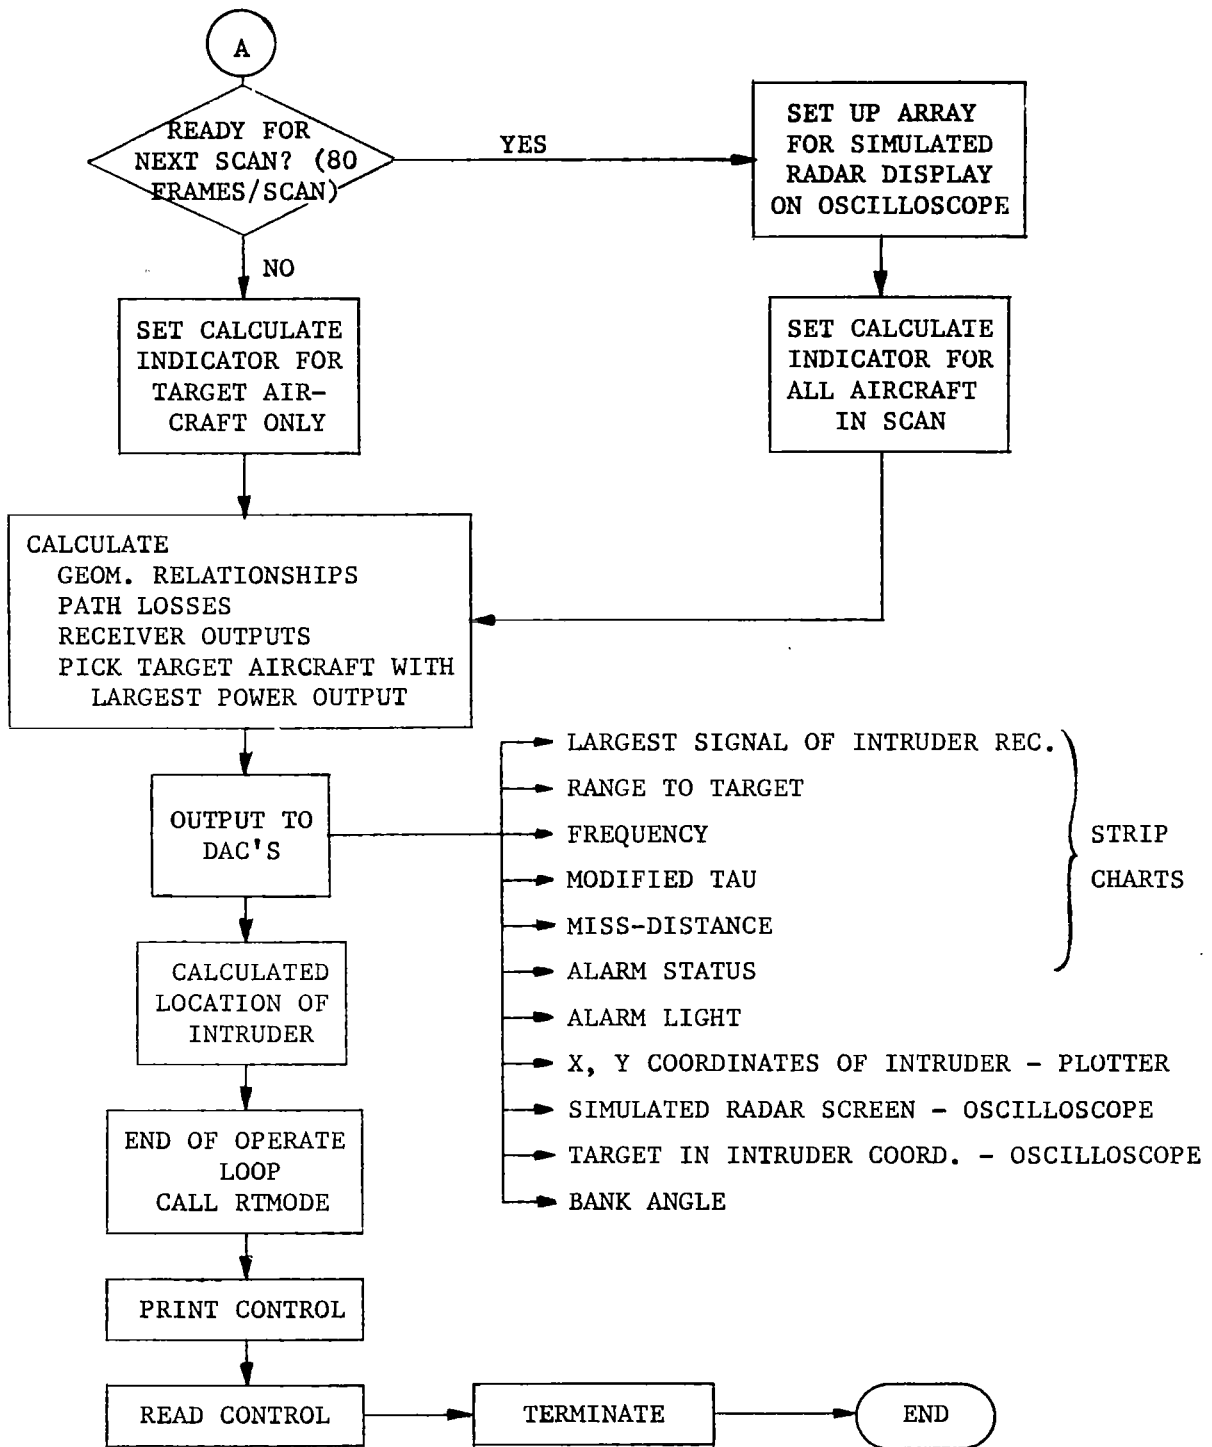 A
READY FOR
NEXT SCAN? (80
FRAMES/SCAN)
YES
NO
SET UP ARRAY
FOR SIMULATED
RADAR DISPLAY
ON OSCILLOSCOPE
SET CALCULATE
INDICATOR FOR
TARGET AIR-
CRAFT ONLY
SET CALCULATE
INDICATOR FOR
ALL AIRCRAFT
IN SCAN
CALCULATE
GEOM. RELATIONSHIPS
PATH LOSSES
RECEIVER OUTPUTS
PICK TARGET AIRCRAFT WITH
LARGEST POWER OUTPUT
OUTPUT TO
DAC'S
LARGEST SIGNAL OF INTRUDER REC.
RANGE TO TARGET
FREQUENCY
MODIFIED TAU
MISS-DISTANCE
ALARM STATUS
STRIP
CHARTS
ALARM LIGHT
X, Y COORDINATES OF INTRUDER - PLOTTER
SIMULATED RADAR SCREEN - OSCILLOSCOPE
TARGET IN INTRUDER COORD. - OSCILLOSCOPE
BANK ANGLE
CALCULATED
LOCATION OF
INTRUDER
END OF OPERATE
LOOP
CALL RTMODE
PRINT CONTROL
READ CONTROL
TERMINATE
END